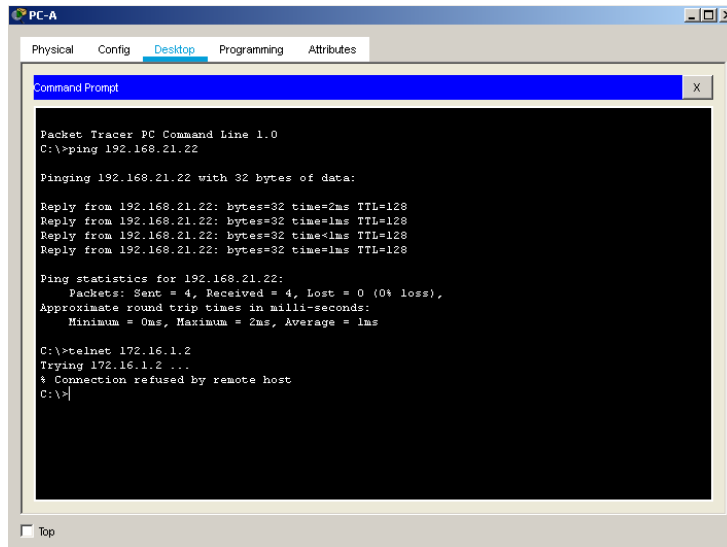 PC-A
Physical Config Desktop Programming Attributes
Command Prompt
X
Packet Tracer PC Command Line 1.0
C:\>ping 192.168.21.22
Pinging 192.168.21.22 with 32 bytes of data:
Reply from 192.168.21.22: bytes=32 time=2ms TTL=128
Reply from 192.168.21.22: bytes=32 time=1ms TTL=128
Reply from 192.168.21.22: bytes=32 time<1ms TTL=128
Reply from 192.168.21.22: bytes=32 time=1ms TTL=128
Ping statistics for 192.168.21.22:
Packets: Sent = 4, Received = 4, Lost = 0 (0% loss),
Approximate round trip times in milli-seconds:
Minimum = 0ms, Maximum = 2ms, Average = 1ms
C:\>telnet 172.16.1.2
Trying 172.16.1.2 ...
% Connection refused by remote host
C:\>
Top